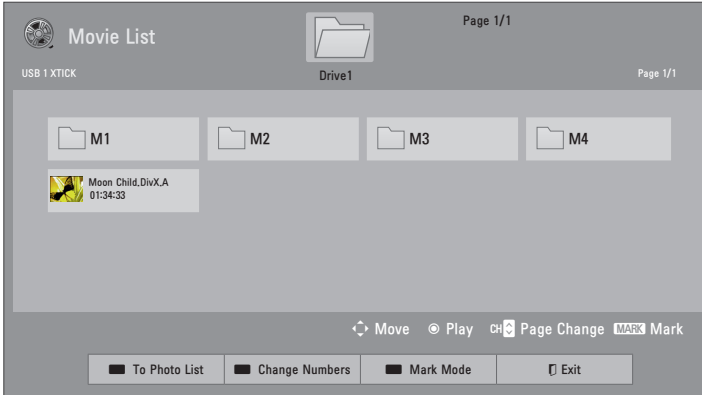 Movie List
Page 1/1
USB 1 XTICK
Drive1
Page 1/1
M1
M2
M3
M4
Moon Child,DivX,A
01:34:33
Move
Play
CH
Page Change
MARK
Mark
To Photo List
Change Numbers
Mark Mode
Exit